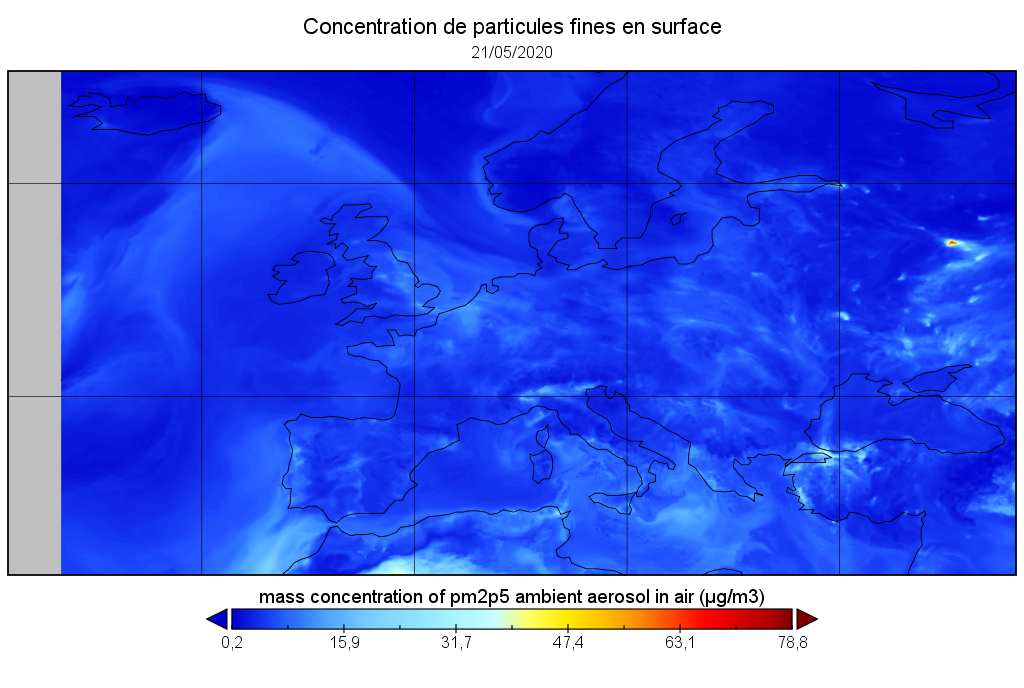 Concentration de particules fines en surface
21/05/2020
mass concentration of pm2p5 ambient aerosol in air (µg/m3)
0,2 15,9 31,7 47,4 63,1 78,8